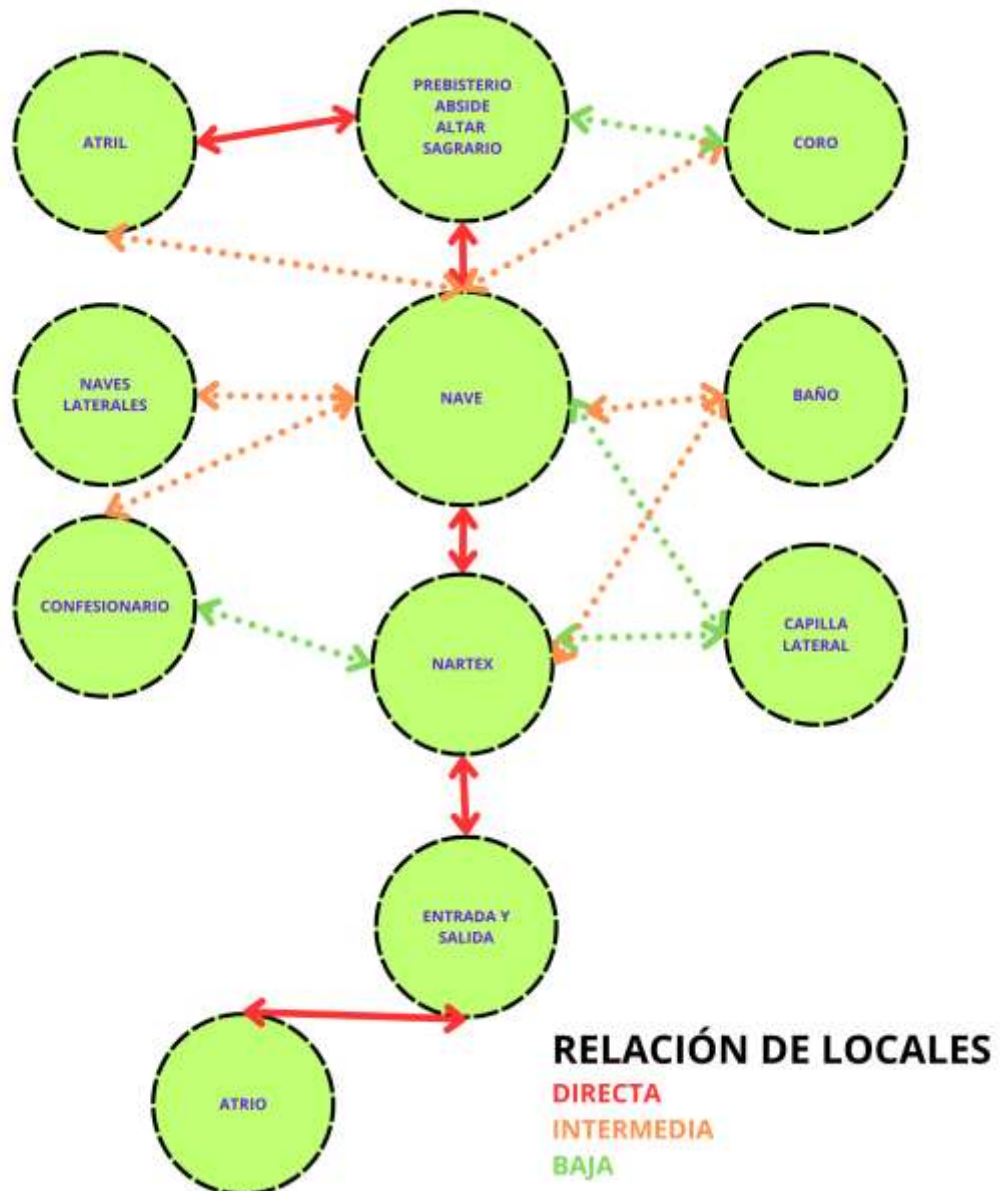 PREBISTERIO
ABSIDE
ALTAR
SAGRARIO
ATRIL
CORO
NAVES
LATERALES
NAVE
BAÑO
CONFESIONARIO
NARTEX
CAPILLA
LATERAL
ENTRADA Y
SALIDA
ATRIO
RELACIÓN DE LOCALES
DIRECTA
INTERMEDIA
BAJA